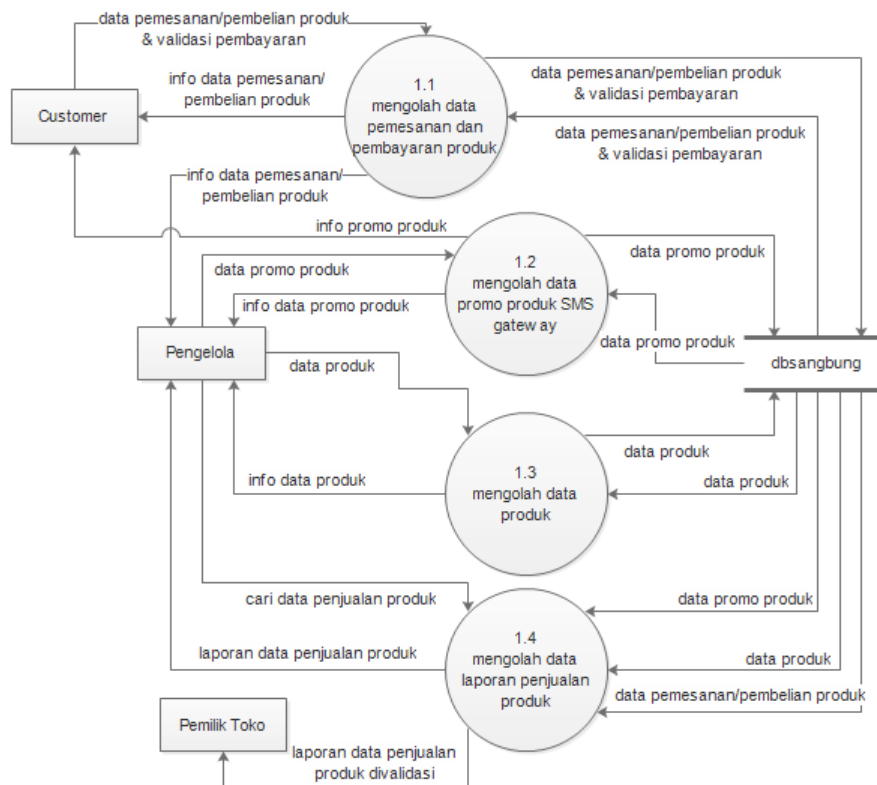 data pemesanan/pembelian produk
& validasi pembayaran
info data pemesanan/
pembelian produk
Customer
1.1
mengolah data
pemesanan dan
pembayaran produk
data pemesanan/pembelian produk
& validasi pembayaran
data pemesanan/pembelian produk
& validasi pembayaran
info data pemesanan/
pembelian produk
info promo produk
data promo produk
info data promo produk
1.2
mengolah data
promo produk SMS
gatew ay
data promo produk
data promo produk
Pengelola
dbsangbung
data produk
info data produk
1.3
mengolah data
produk
data produk
data produk
cari data penjualan produk
laporan data penjualan produk
1.4
mengolah data
laporan penjualan
produk
data promo produk
data produk
data pemesanan/pembelian produk
Pemilik Toko
laporan data penjualan
produk divalidasi